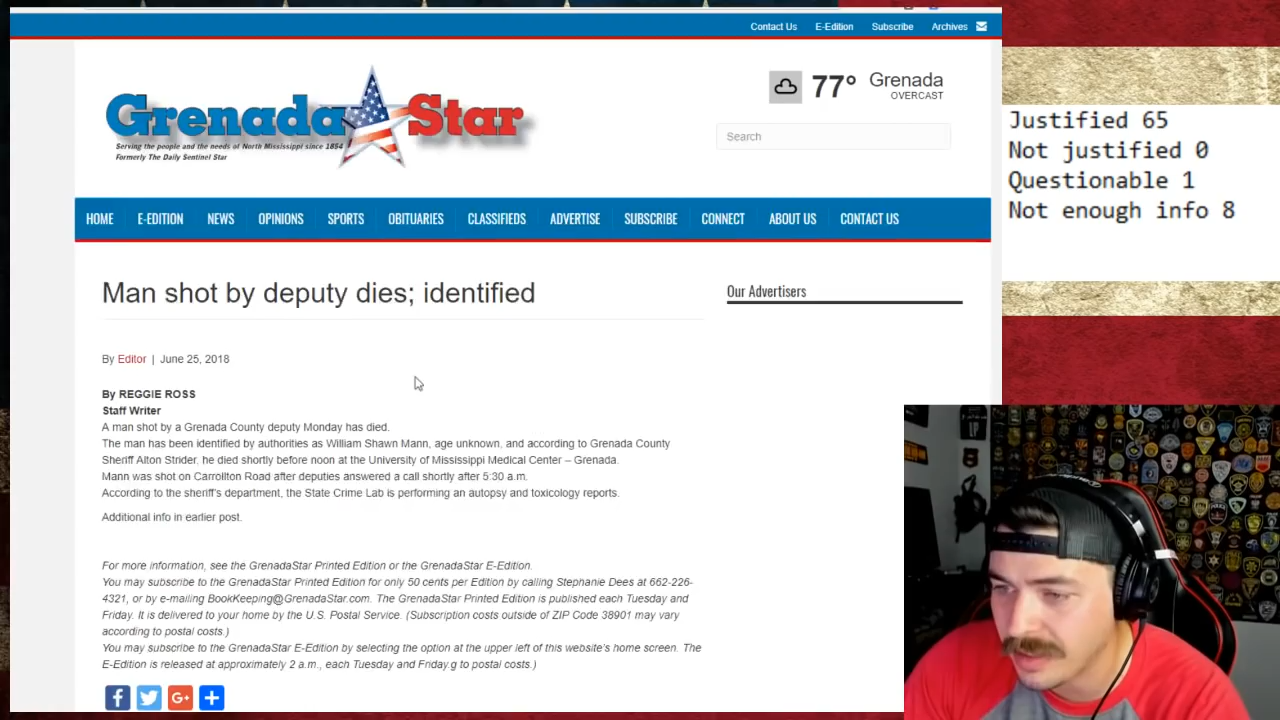 Contact Us E-Edition Subscribe Archives
Grenada Star
Serving the people and the needs of North Mississippi since 1854
Formerly The Daily Sentinel Star
77° Grenada
OVERCAST
Search
HOME E-EDITION NEWS OPINIONS SPORTS OBITUARIES CLASSIFIEDS ADVERTISE SUBSCRIBE CONNECT ABOUT US CONTACT US
Man shot by deputy dies; identified
By Editor | June 25, 2018
By REGGIE ROSS
Staff Writer
A man shot by a Grenada County deputy Monday has died.
The man has been identified by authorities as William Shawn Mann, age unknown, and according to Grenada County
Sheriff Alton Strider, he died shortly before noon at the University of Mississippi Medical Center – Grenada.
Mann was shot on Carrollton Road after deputies answered a call shortly after 5:30 a.m.
According to the sheriff's department, the State Crime Lab is performing an autopsy and toxicology reports.
Additional info in earlier post.
For more information, see the GrenadaStar Printed Edition or the GrenadaStar E-Edition.
You may subscribe to the GrenadaStar Printed Edition for only 50 cents per Edition by calling Stephanie Dees at 662-226-
4321, or by e-mailing BookKeeping@GrenadaStar.com. The GrenadaStar Printed Edition is published each Tuesday and
Friday. It is delivered to your home by the U.S. Postal Service. (Subscription costs outside of ZIP Code 38901 may vary
according to postal costs.)
You may subscribe to the GrenadaStar E-Edition by selecting the option at the upper left of this website's home screen. The
E-Edition is released at approximately 2 a.m., each Tuesday and Friday.g to postal costs.)
Our Advertisers
Justified 65
Not justified 0
Questionable 1
Not enough info 8